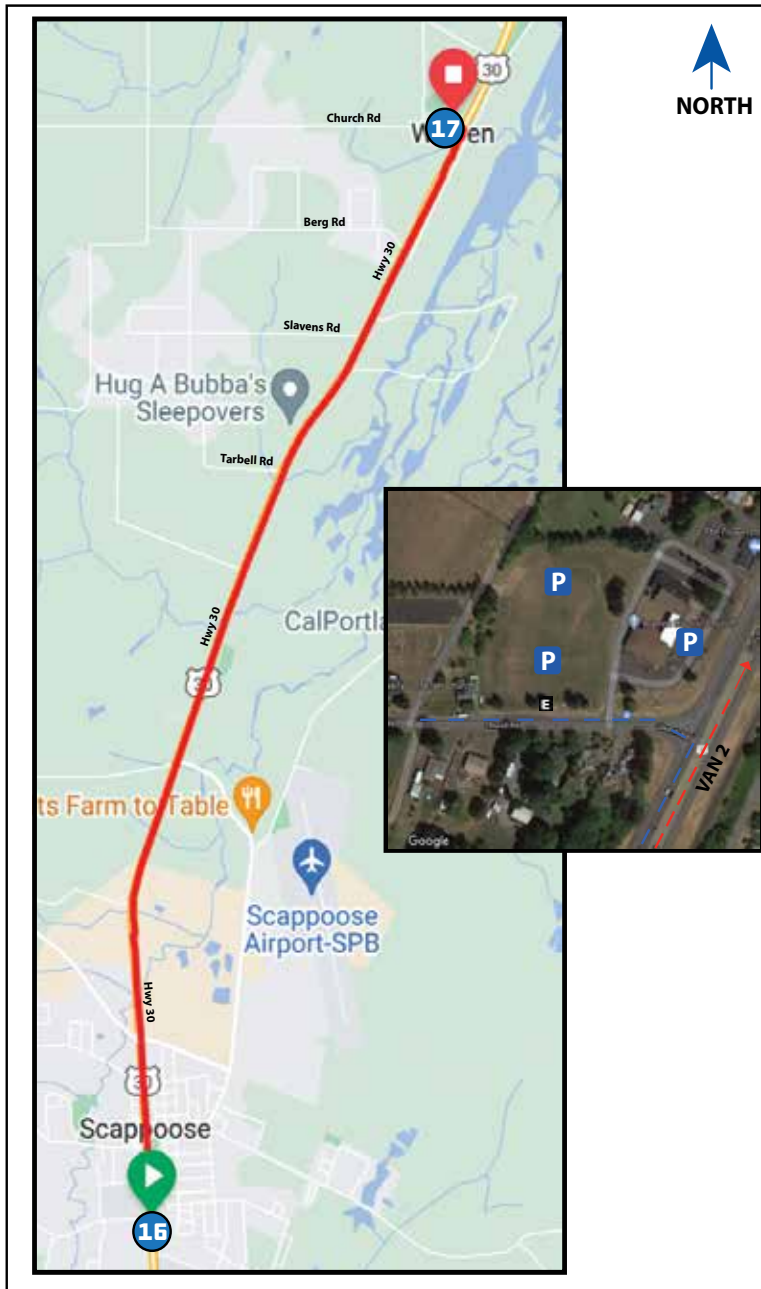 NORTH
30
Church Rd
17
W en
Berg Rd
Hwy 30
Slavens Rd
Hug A Bubba's
Sleepovers
Tarbell Rd
Hwy 30
CalPortla
30
ts Farm to Table
Scappoose
Airport-SPB
Hwy 30
30
Scappoose
16
P
P
P
E
VAN 2
Google